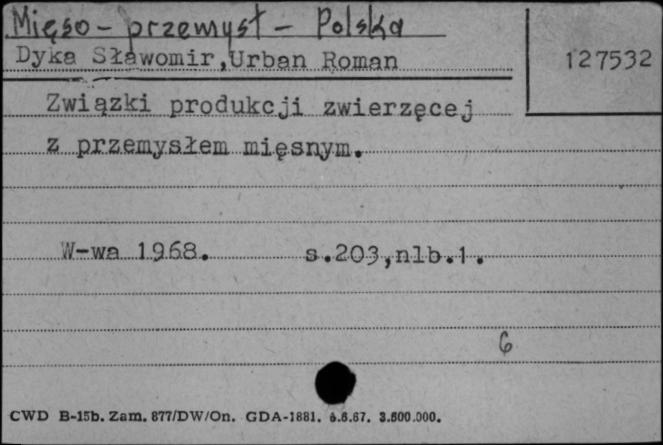 Mięso - przemysł - Polska
Dyka Sławomir,Urban Roman
127532
Związki produkcji zwierzęcej
z przemysłem mięsnym.
W-wa 1968. s.203,nlb.1.
6
CWD B-15b. Zam. 877/DW/On. GDA-1881. 6.6.67. 3.600.000.